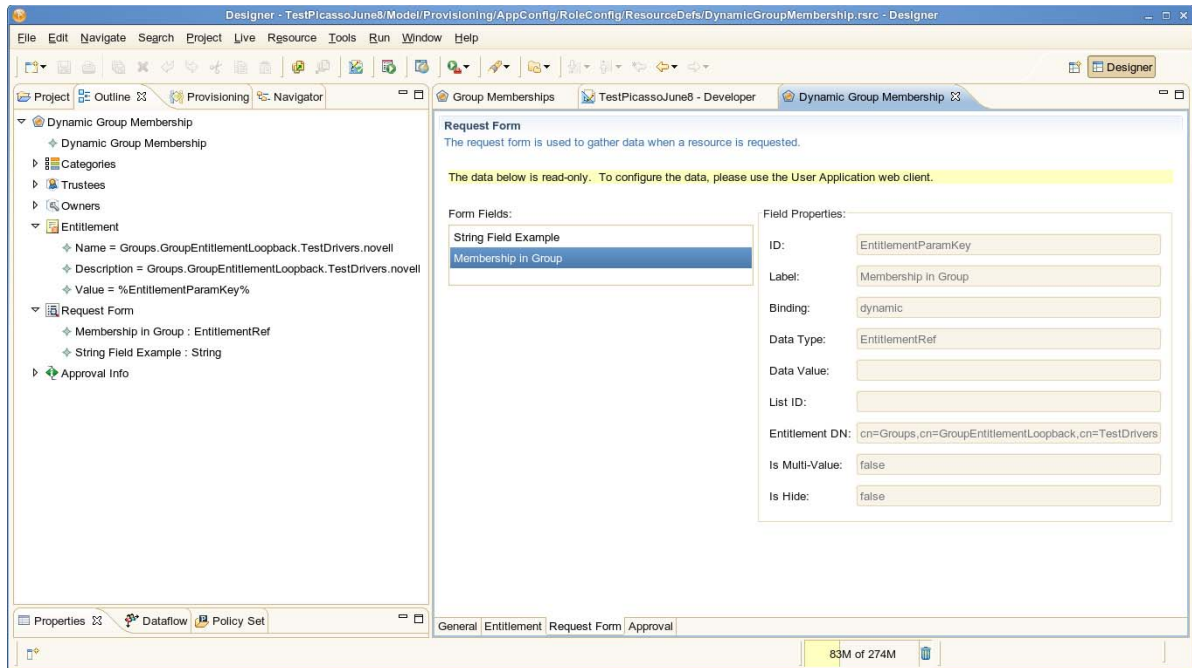 Designer - TestPicassoJune8/Model/Provisioning/AppConfig/RoleConfig/ResourceDefs/DynamicGroupMembership.rsrc - Designer
File Edit Navigate Search Project Live Resource Tools Run Window Help
Designer
Project Outline Provisioning Navigator
Dynamic Group Membership
Dynamic Group Membership
Categories
Trustees
Owners
Entitlement
Name = Groups.GroupEntitlementLoopback.TestDrivers.novell
Description = Groups.GroupEntitlementLoopback.TestDrivers.novell
Value = %EntitlementParamKey%
Request Form
Membership in Group : EntitlementRef
String Field Example : String
Approval Info
Properties Dataflow Policy Set
Group Memberships TestPicassoJune8 - Developer Dynamic Group Membership
Request Form
The request form is used to gather data when a resource is requested.
The data below is read-only. To configure the data, please use the User Application web client.
Form Fields:
String Field Example
Membership in Group
Field Properties:
ID: EntitlementParamKey
Label: Membership in Group
Binding: dynamic
Data Type: EntitlementRef
Data Value:
List ID:
Entitlement DN: cn=Groups,cn=GroupEntitlementLoopback,cn=TestDrivers
Is Multi-Value: false
Is Hide: false
General Entitlement Request Form Approval
83M of 274M